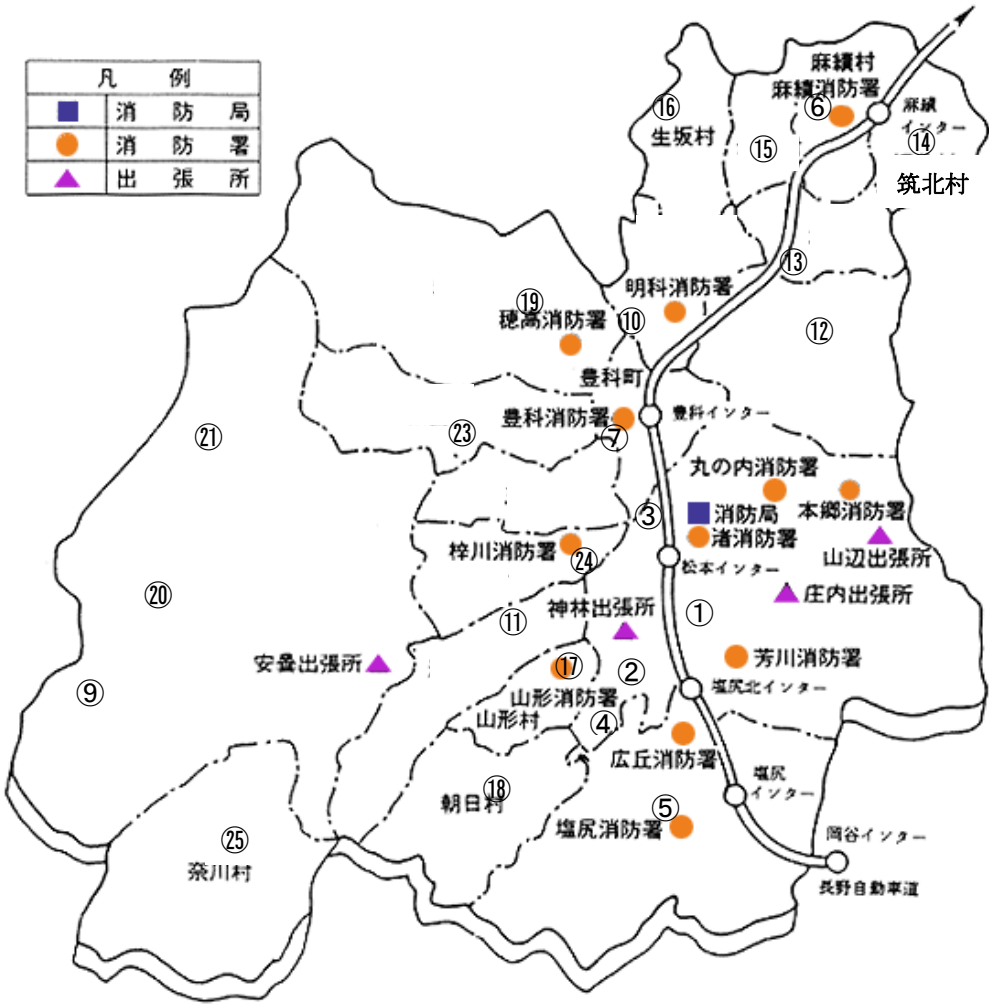 凡例
消防局
消防署
出張所
麻績村
麻績消防署
⑥
麻績
インター
⑯
生坂村
⑮
⑭
筑北村
⑬
明科消防署
⑲
穂高消防署
⑩
⑫
豊科町
豊科インター
豊科消防署
⑦
㉑
㉓
丸の内消防署
本郷消防署
③
消防局
渚消防署
山辺出張所
梓川消防署
㉔
松本インター
⑳
神林出張所
庄内出張所
⑪
①
安曇出張所
⑰
②
芳川消防署
⑨
山形消防署
山形村
④
塩尻北インター
広丘消防署
塩尻
インター
⑱
朝日村
⑤
塩尻消防署
㉕
奈川村
岡谷インター
長野自動車道